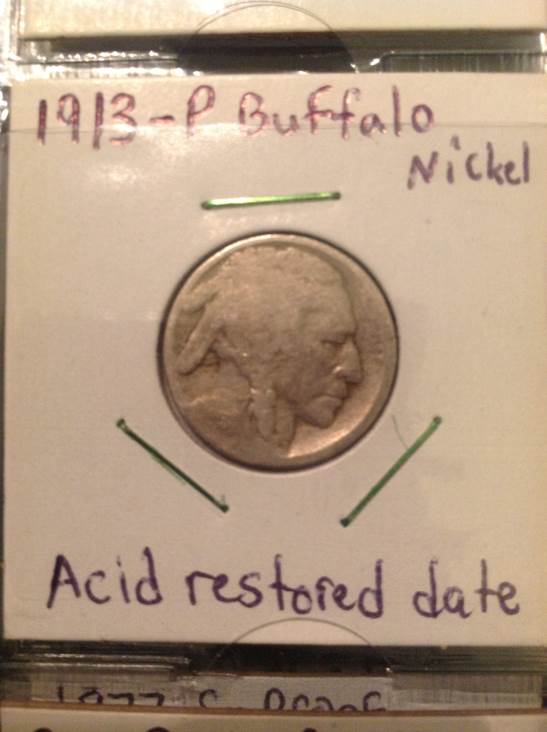 1913-P Buffalo
Nickel
Acid restored date